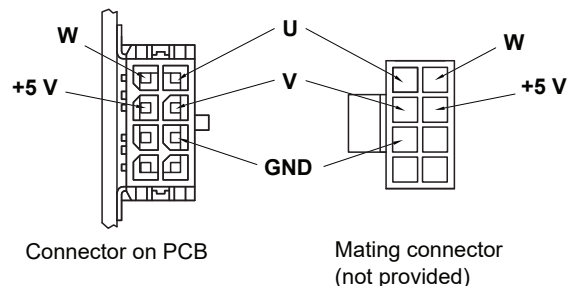 W
U
W
+5 V
V
+5 V
GND
Connector on PCB
Mating connector
(not provided)